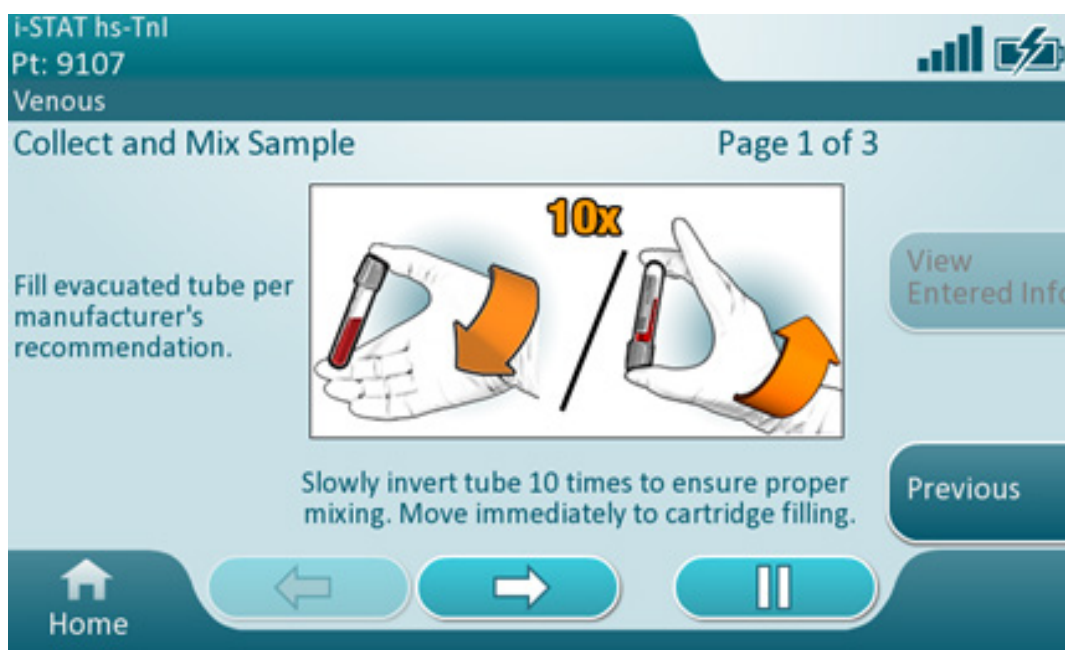 i-STAT hs-TnI
Pt: 9107
Venous
Collect and Mix Sample
Page 1 of 3
10x
Fill evacuated tube per
manufacturer's
recommendation.
View
Entered Info
Slowly invert tube 10 times to ensure proper
mixing. Move immediately to cartridge filling.
Previous
Home